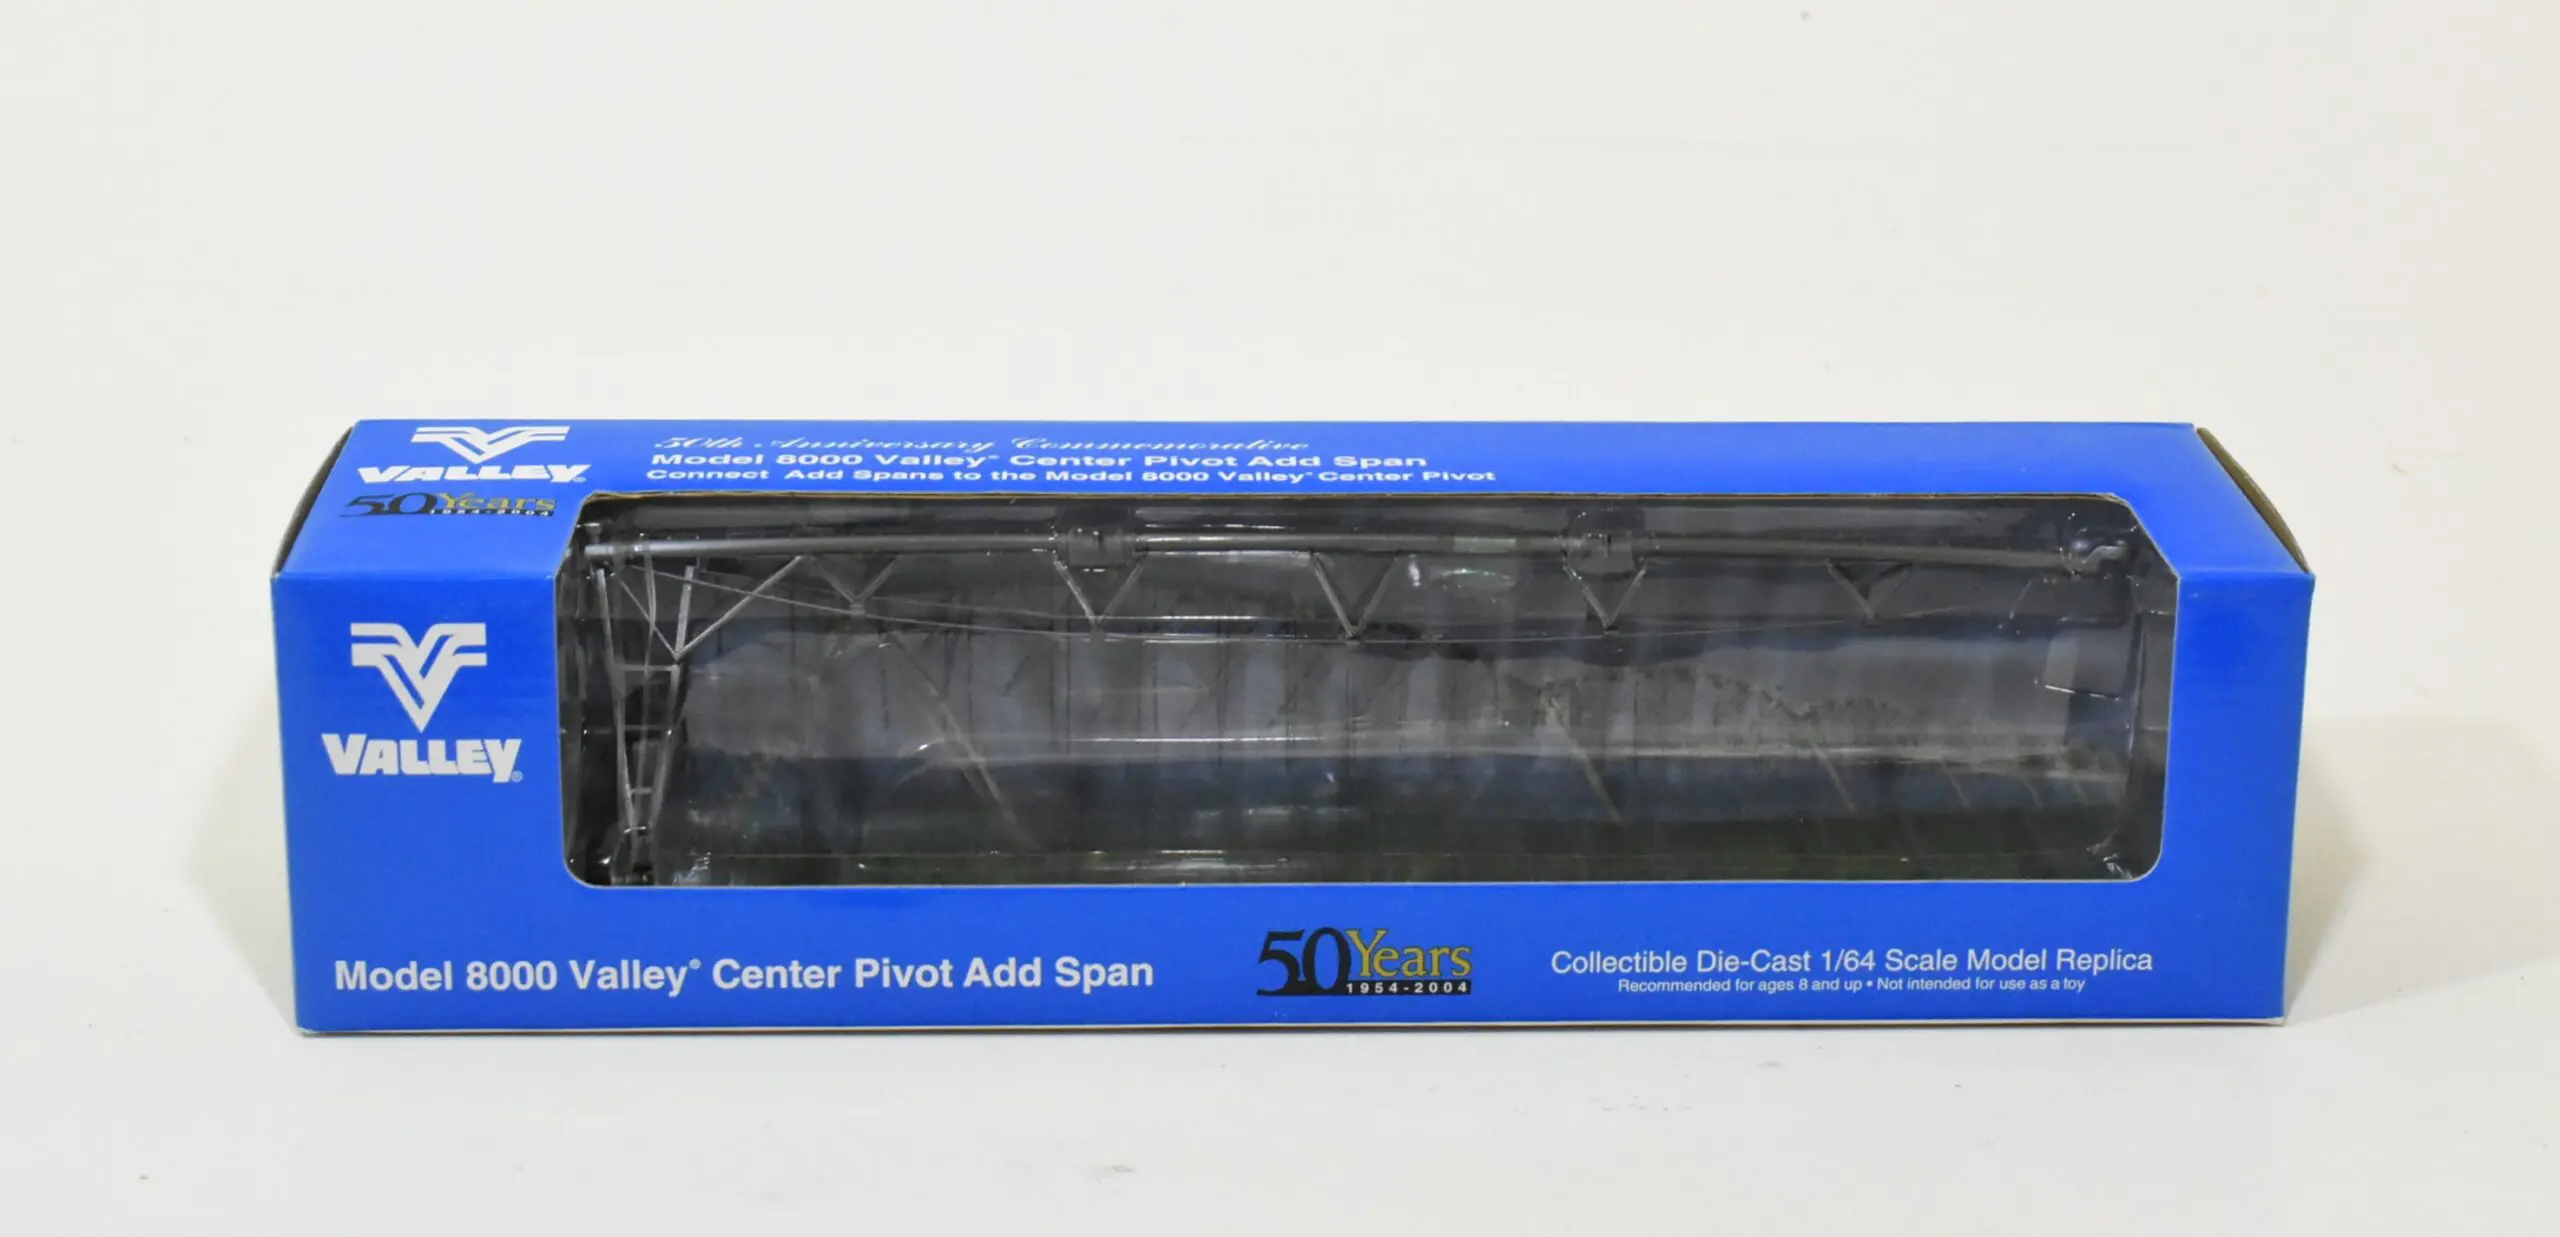 VALLEY®
50 Years
1954-2004
50th Anniversary Commemorative
Model 8000 Valley® Center Pivot Add Span
Connect Add Spans to the Model 8000 Valley® Center Pivot
VALLEY®
Model 8000 Valley® Center Pivot Add Span
50 Years
1954-2004
Collectible Die-Cast 1/64 Scale Model Replica
Recommended for ages 8 and up • Not intended for use as a toy